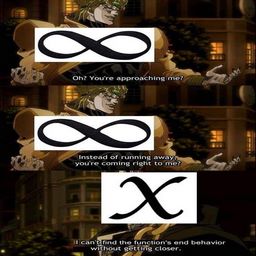 ∞
Oh? You're approaching me?
∞
Instead of running away,
you're coming right to me?
x
I can't find the function's end behavior
without getting closer.